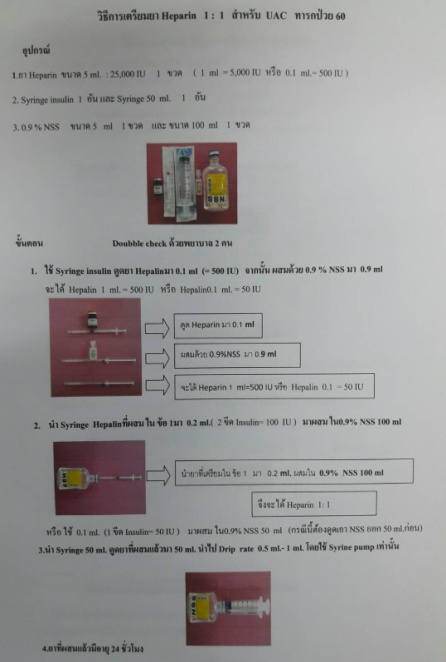 วิธีการเตรียมยา Heparin 1 : 1 สำหรับ UAC ทารกป่วย 60
อุปกรณ์
1.ยา Heparin ขนาด 5 ml. : 25,000 IU 1 ขวด ( 1 ml = 5,000 IU หรือ 0.1 ml.= 500 IU )
2. Syringe insulin 1 อัน และ Syringe 50 ml. 1 อัน
3. 0.9 % NSS ขนาด 5 ml 1 ขวด และ ขนาด 100 ml 1 ขวด
ขั้นตอน Doubble check ด้วยพยาบาล 2 คน
1. ใช้ Syringe insulin ดูดยา Hepalinมา 0.1 ml (= 500 IU) จากนั้น ผสมด้วย 0.9 % NSS มา 0.9 ml
จะได้ Hepalin 1 ml. = 500 IU หรือ Hepalin0.1 ml. = 50 IU
ดูด Heparin มา 0.1 ml
ผสมด้วย 0.9%NSS มา 0.9 ml
จะได้ Heparin 1 ml=500 IU หรือ Hepalin 0.1 = 50 IU
2. นำ Syringe Hepalinที่ผสม ใน ข้อ 1มา 0.2 ml.( 2 ขีด Insulin= 100 IU ) มาผสม ใน0.9% NSS 100 ml
นำยาที่เตรียมใน ข้อ 1 มา 0.2 ml. ผสมใน 0.9% NSS 100 ml
จึงจะได้ Heparin 1: 1
หรือ ใช้ 0.1 ml. (1 ขีด Insulin= 50 IU ) มาผสม ใน0.9% NSS 50 ml (กรณีนี้ต้องดูดเอา NSS ออก 50 ml.ก่อน)
3.นำ Syringe 50 ml. ดูดยาที่ผสมแล้วมา 50 ml. นำไป Drip rate 0.5 ml.- 1 ml. โดยใช้ Syrine pump เท่านั้น
4.ยาที่ผสมแล้วมีอายุ 24 ชั่วโมง